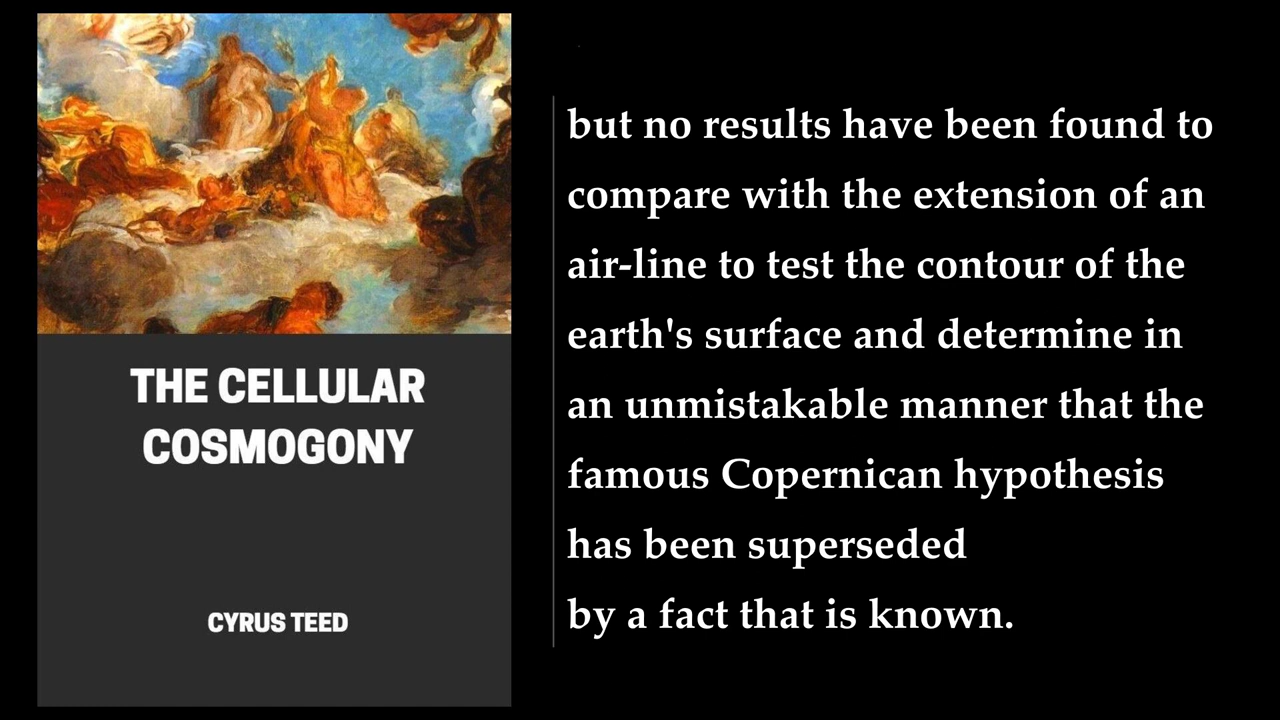 THE CELLULAR
COSMOGONY
CYRUS TEED
but no results have been found to
compare with the extension of an
air-line to test the contour of the
earth's surface and determine in
an unmistakable manner that the
famous Copernican hypothesis
has been superseded
by a fact that is known.